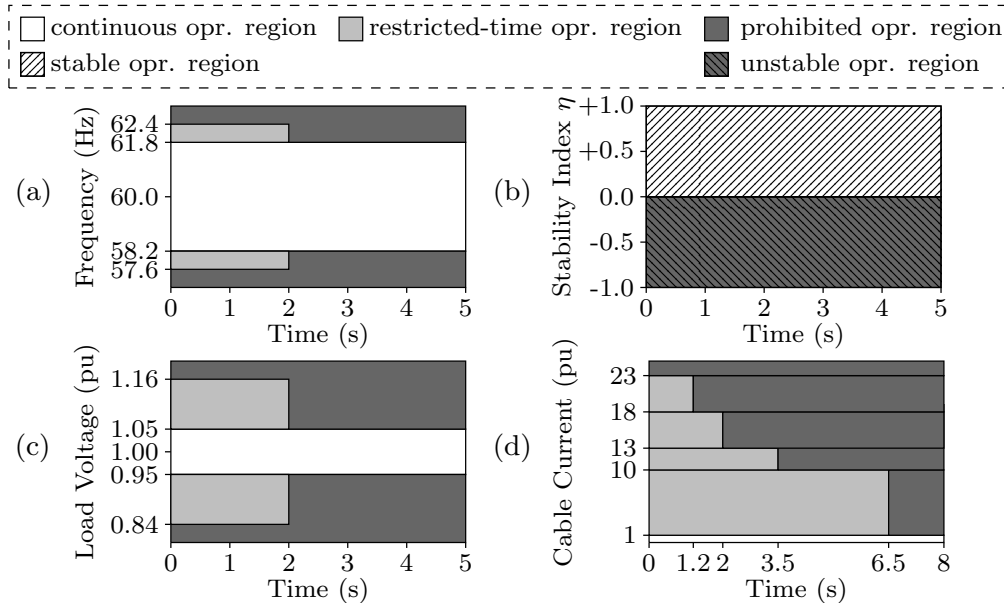 continuous opr. region restricted-time opr. region prohibited opr. region
stable opr. region unstable opr. region
(a)
Frequency (Hz)
62.4
61.8
60.0
58.2
57.6
0 1 2 3 4 5
Time (s)
(b)
Stability Index η
+1.0
+0.5
0.0
-0.5
-1.0
0 1 2 3 4 5
Time (s)
(c)
Load Voltage (pu)
1.16
1.05
1.00
0.95
0.84
0 1 2 3 4 5
Time (s)
(d)
Cable Current (pu)
23
18
13
10
1
0 1.2 2 3.5 6.5 8
Time (s)